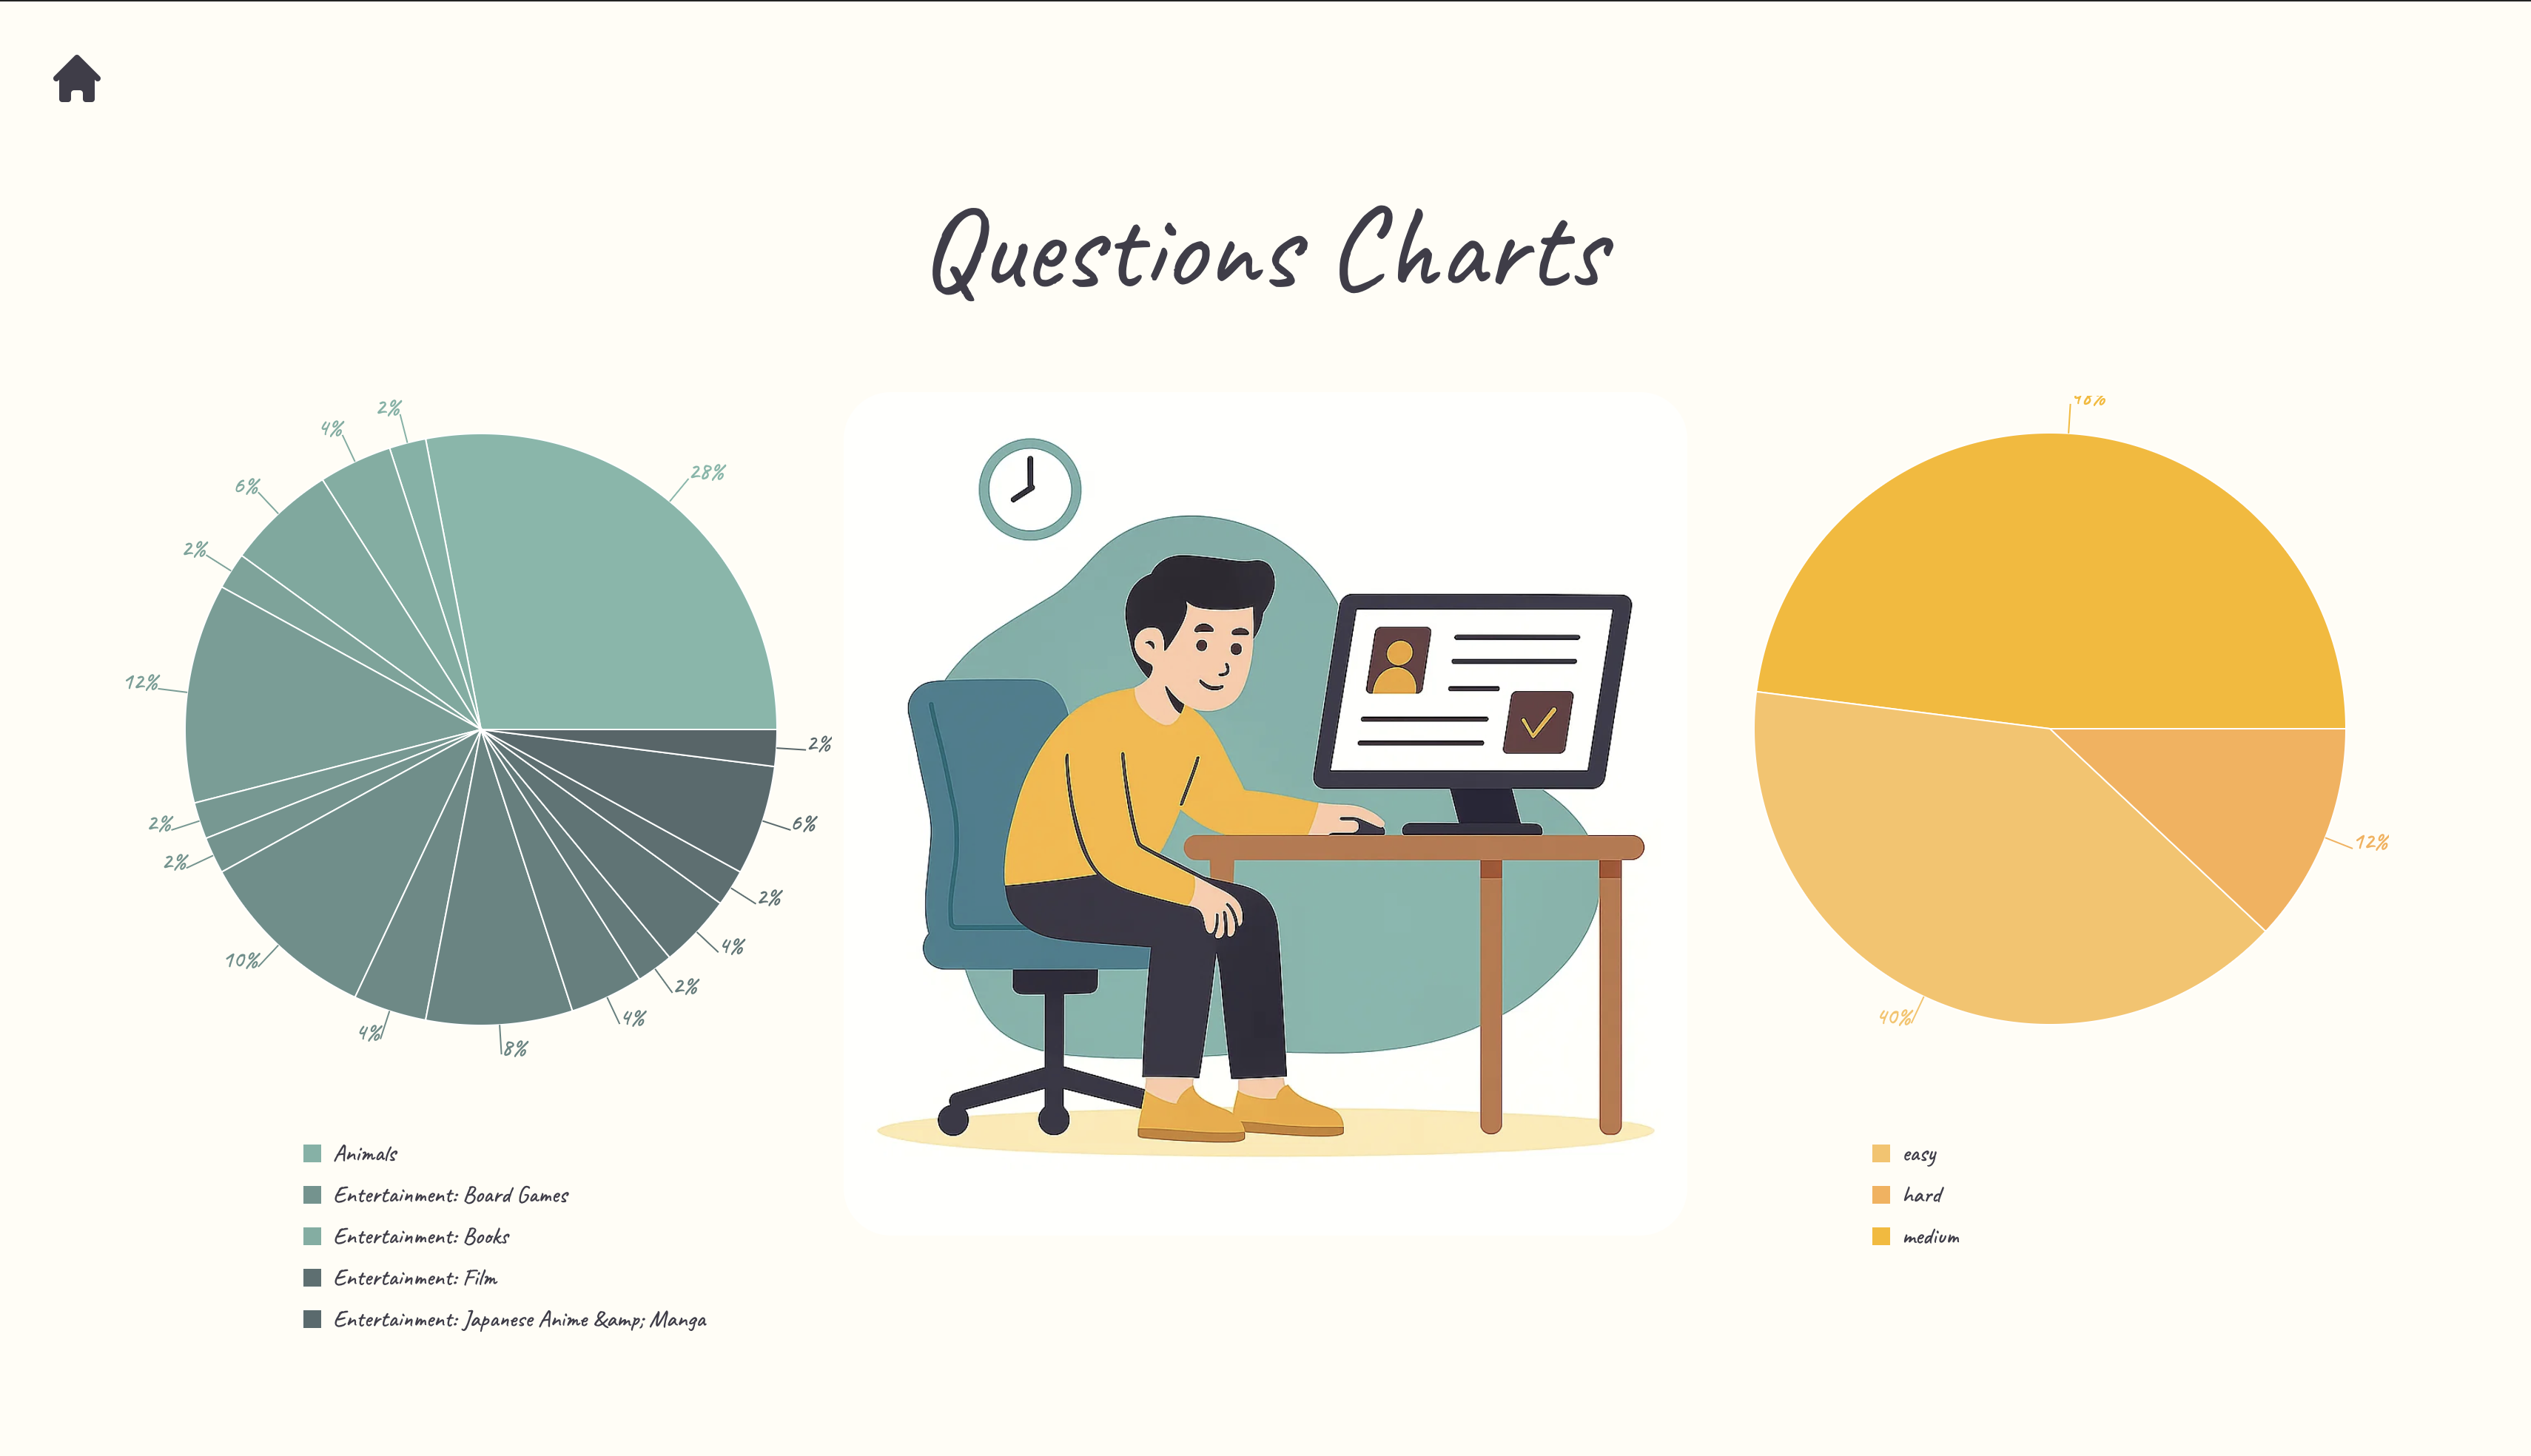 Questions Charts
2%
4%
6%
2%
12%
2%
2%
10%
4%
8%
4%
2%
4%
2%
6%
2%
28%
Animals
Entertainment: Board Games
Entertainment: Books
Entertainment: Film
Entertainment: Japanese Anime &amp; Manga
12%
40%
easy
hard
medium